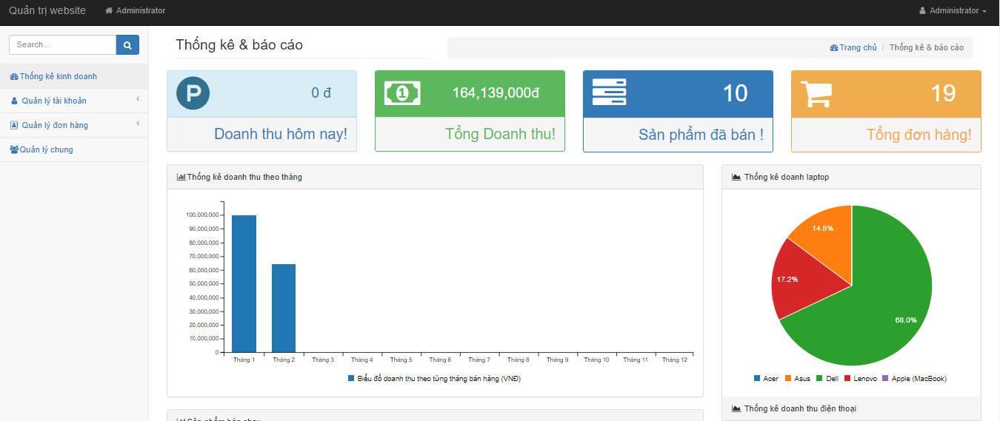 Quản trị website
Administrator
Administrator
Search...
Thống kê kinh doanh
Quản lý tài khoản
Quản lý đơn hàng
Quản lý chung
Thống kê & báo cáo
Trang chủ / Thống kê & báo cáo
P
0 đ
Doanh thu hôm nay!
1
164,139,000đ
Tổng Doanh thu!
10
Sản phẩm đã bán !
19
Tổng đơn hàng!
Thống kê doanh thu theo tháng
100,000,000
90,000,000
80,000,000
70,000,000
60,000,000
50,000,000
40,000,000
30,000,000
20,000,000
10,000,000
0
Tháng 1 Tháng 2 Tháng 3 Tháng 4 Tháng 5 Tháng 6 Tháng 7 Tháng 8 Tháng 9 Tháng 10 Tháng 11 Tháng 12
Biểu đồ doanh thu theo từng tháng bán hàng (VNĐ)
Thống kê doanh laptop
14.8%
17.2%
68.0%
Acer Asus Dell Lenovo Apple (MacBook)
Thống kê doanh thu điện thoại
Sản phẩm bán chạy